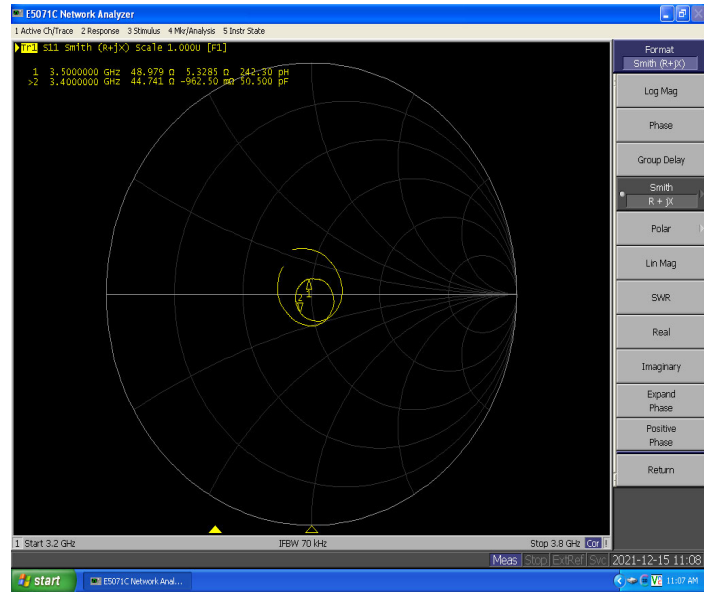 E5071C Network Analyzer
1 Active Ch/Trace 2 Response 3 Stimulus 4 Mkr/Analysis 5 Instr State
Tr1 S11 Smith (R+jX) Scale 1.000U [F1]
1 3.5000000 GHz 48.979 Ω 5.3285 Ω 242.30 pH
>2 3.4000000 GHz 44.741 Ω -962.50 mΩ 50.500 pF
1
2
Format
Smith (R+jX)
Log Mag
Phase
Group Delay
Smith
R + jX
Polar
Lin Mag
SWR
Real
Imaginary
Expand
Phase
Positive
Phase
Return
1 Start 3.2 GHz IFBW 70 kHz Stop 3.8 GHz Cor !
Meas Stop ExtRef Svc 2021-12-15 11:08
start E5071C Network Anal... 11:07 AM